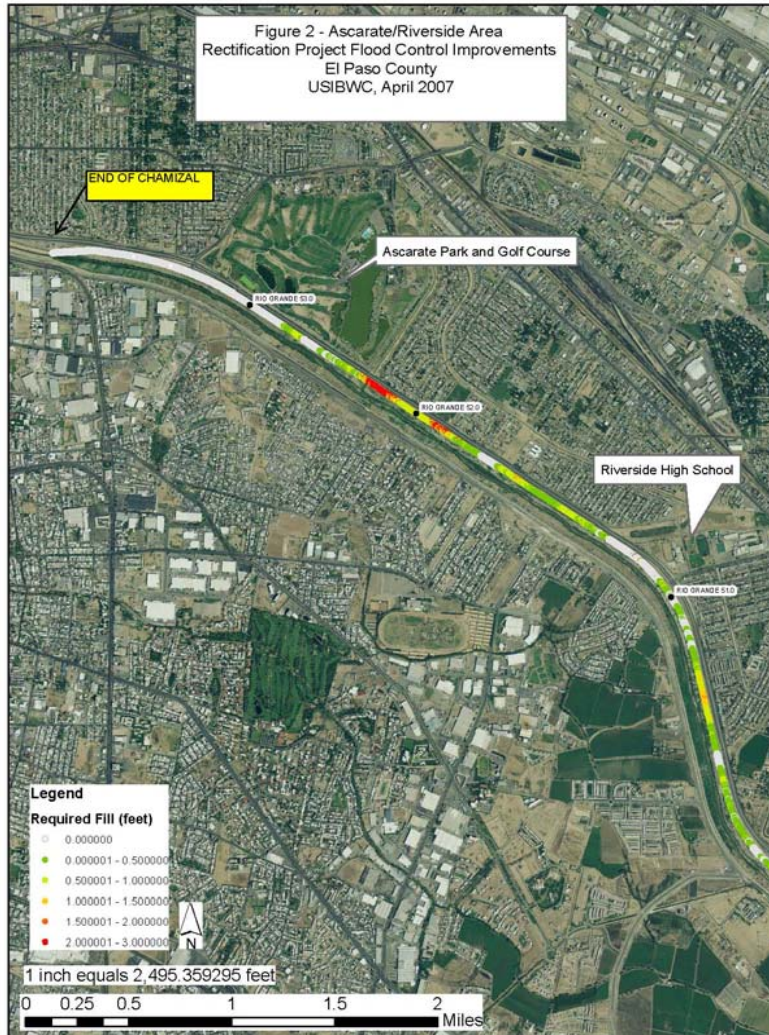 Figure 2 - Ascarate/Riverside Area
Rectification Project Flood Control Improvements
El Paso County
USIBWC, April 2007
END OF CHAMIZAL
Ascarate Park and Golf Course
RIO GRANDE 53.0
RIO GRANDE 52.0
Riverside High School
RIO GRANDE 51.0
Legend
Required Fill (feet)
0.000000
0.000001 - 0.500000
0.500001 - 1.000000
1.000001 - 1.500000
1.500001 - 2.000000
2.000001 - 3.000000
N
1 inch equals 2,495.359295 feet
0 0.25 0.5 1 1.5 2
Miles